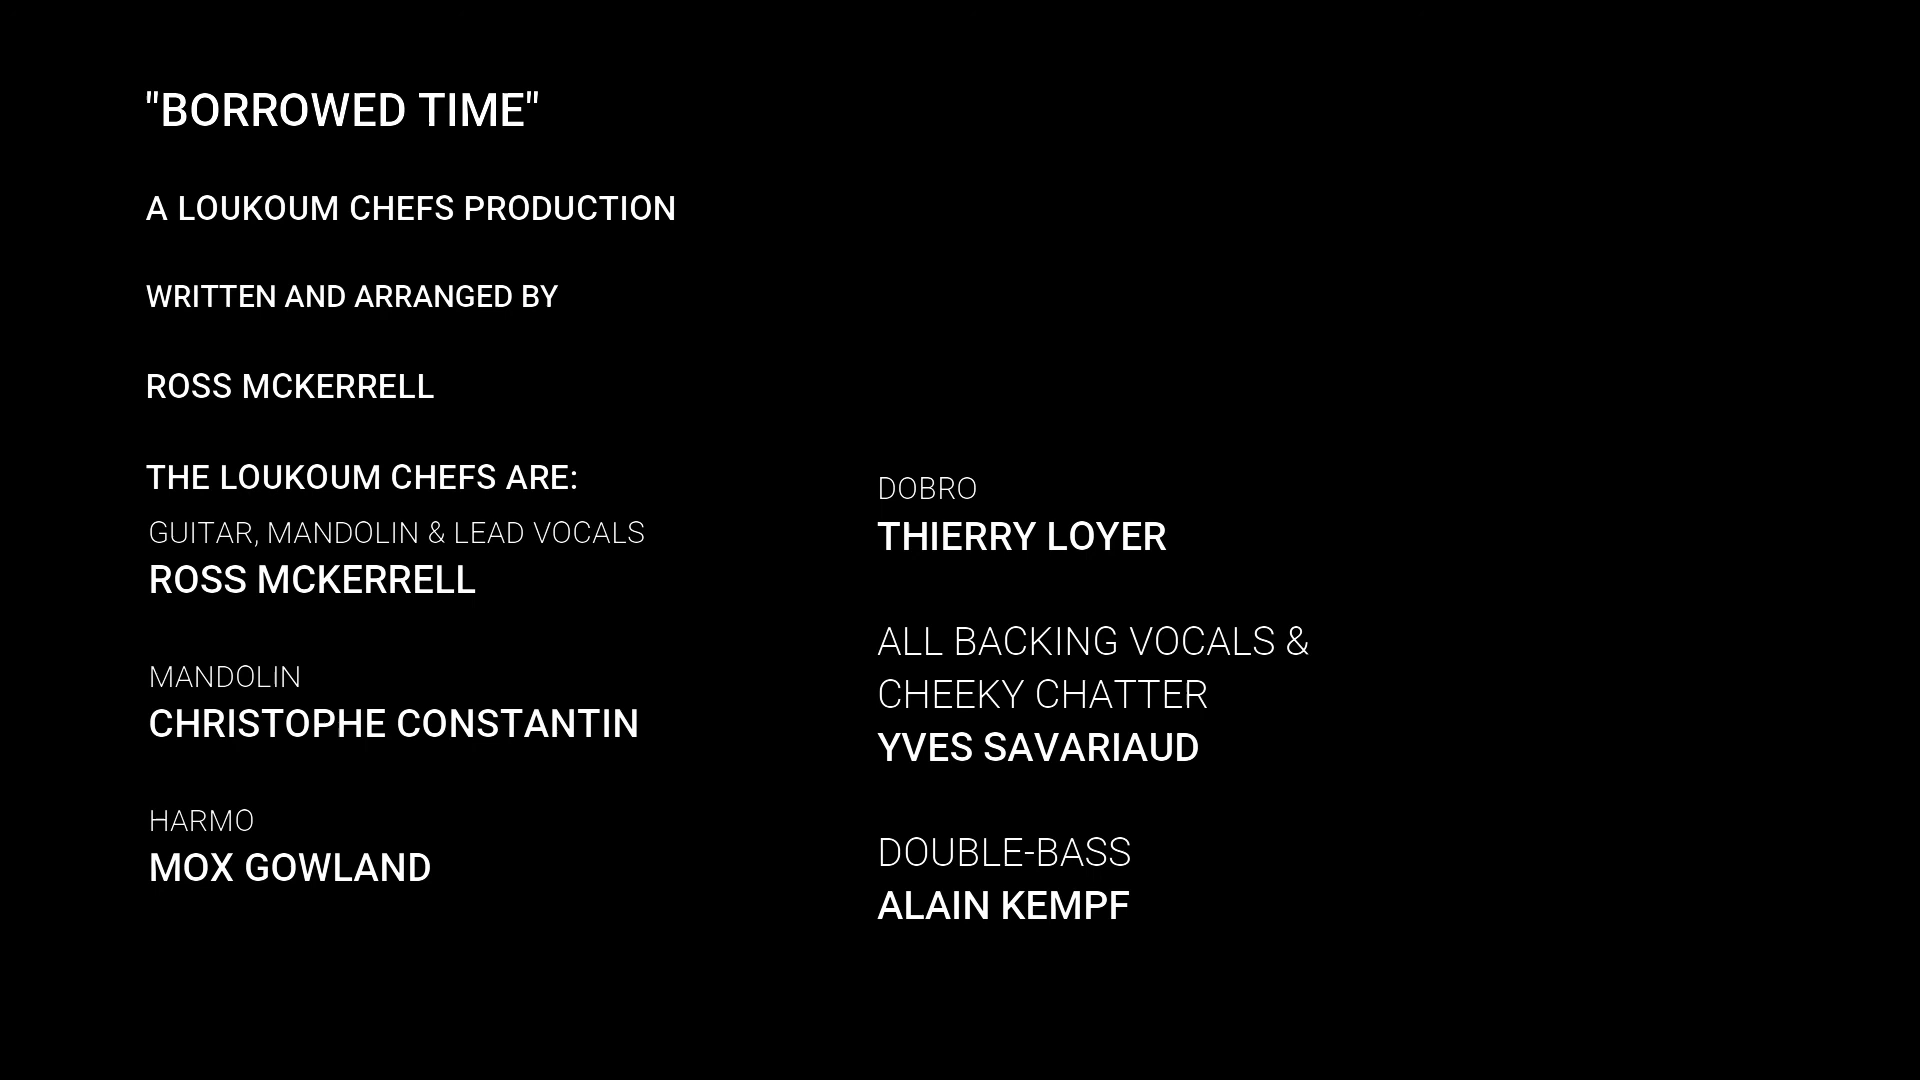 "BORROWED TIME"
A LOUKOUM CHEFS PRODUCTION
WRITTEN AND ARRANGED BY
ROSS MCKERRELL
THE LOUKOUM CHEFS ARE:
GUITAR, MANDOLIN & LEAD VOCALS
ROSS MCKERRELL
MANDOLIN
CHRISTOPHE CONSTANTIN
HARMO
MOX GOWLAND
DOBRO
THIERRY LOYER
ALL BACKING VOCALS &
CHEEKY CHATTER
YVES SAVARIAUD
DOUBLE-BASS
ALAIN KEMPF